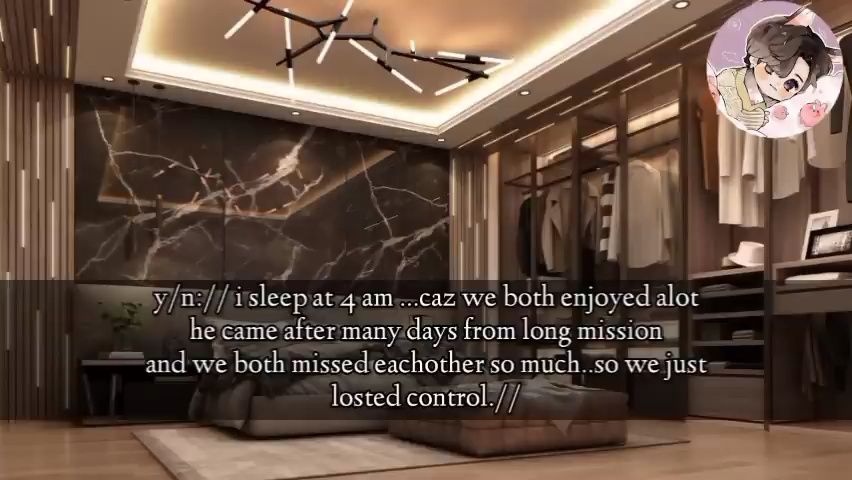 y/n:// i sleep at 4 am ...caz we both enjoyed alot
he came after many days from long mission
and we both missed eachother so much..so we just
losted control.//